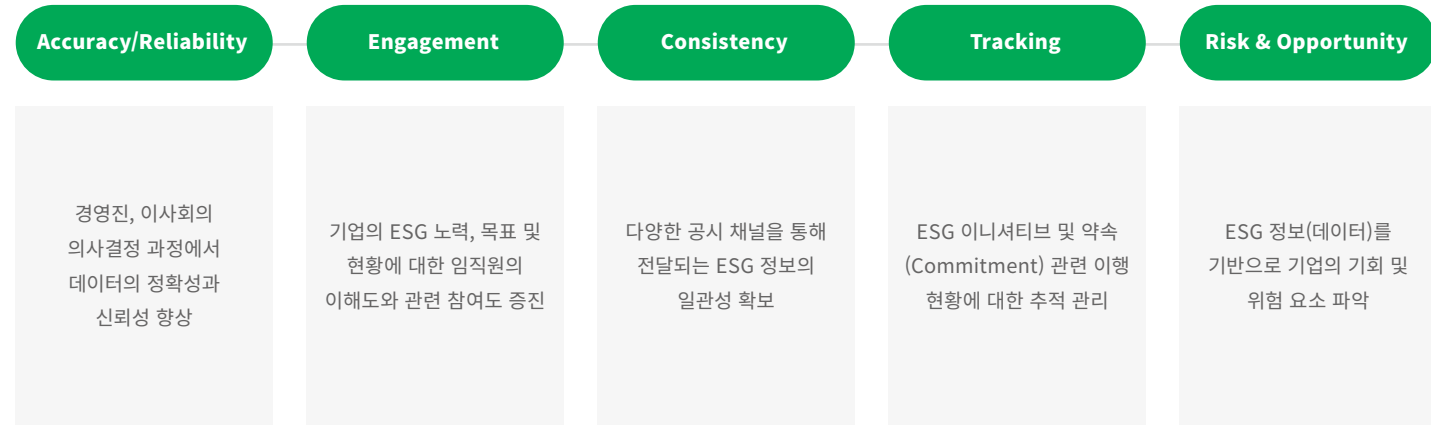 Accuracy/Reliability
경영진, 이사회의
의사결정 과정에서
데이터의 정확성과
신뢰성 향상
Engagement
기업의 ESG 노력, 목표 및
현황에 대한 임직원의
이해도와 관련 참여도 증진
Consistency
다양한 공시 채널을 통해
전달되는 ESG 정보의
일관성 확보
Tracking
ESG 이니셔티브 및 약속
(Commitment) 관련 이행
현황에 대한 추적 관리
Risk & Opportunity
ESG 정보(데이터)를
기반으로 기업의 기회 및
위험 요소 파악